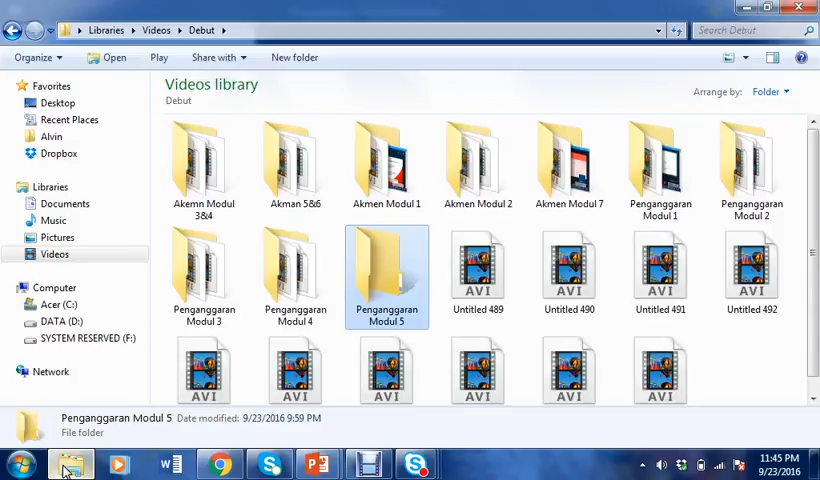 Libraries Videos Debut
Search Debut
Organize Open Play Share with New folder
Favorites
Desktop
Recent Places
Alvin
Dropbox
Libraries
Documents
Music
Pictures
Videos
Computer
Acer (C:)
DATA (D:)
SYSTEM RESERVED (F:)
Network
Videos library
Debut
Arrange by: Folder
Akemn Modul 3&4
Akman 5&6
Akmen Modul 1
Akmen Modul 2
Akmen Modul 7
Penganggaran Modul 1
Penganggaran Modul 2
Penganggaran Modul 3
Penganggaran Modul 4
Penganggaran Modul 5
AVI
Untitled 489
AVI
Untitled 490
AVI
Untitled 491
AVI
Untitled 492
AVI
AVI
AVI
AVI
AVI
AVI
Penganggaran Modul 5 Date modified: 9/23/2016 9:59 PM
File folder
11:45 PM
9/23/2016